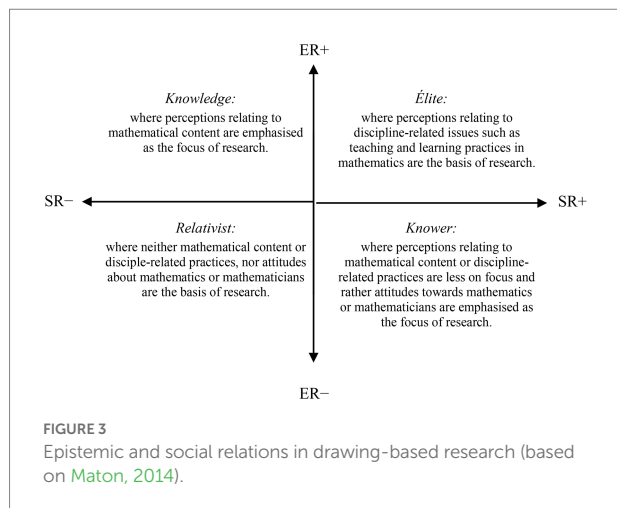 ER+
Knowledge:
where perceptions relating to
mathematical content are emphasised
as the focus of research.
Élite:
where perceptions relating to
discipline-related issues such as
teaching and learning practices in
mathematics are the basis of research.
SR−
SR+
Relativist:
where neither mathematical content or
disciple-related practices, nor attitudes
about mathematics or mathematicians
are the basis of research.
Knower:
where perceptions relating to
mathematical content or discipline-
related practices are less on focus and
rather attitudes towards mathematics
or mathematicians are emphasised as
the focus of research.
ER−
FIGURE 3
Epistemic and social relations in drawing-based research (based
on Maton, 2014).